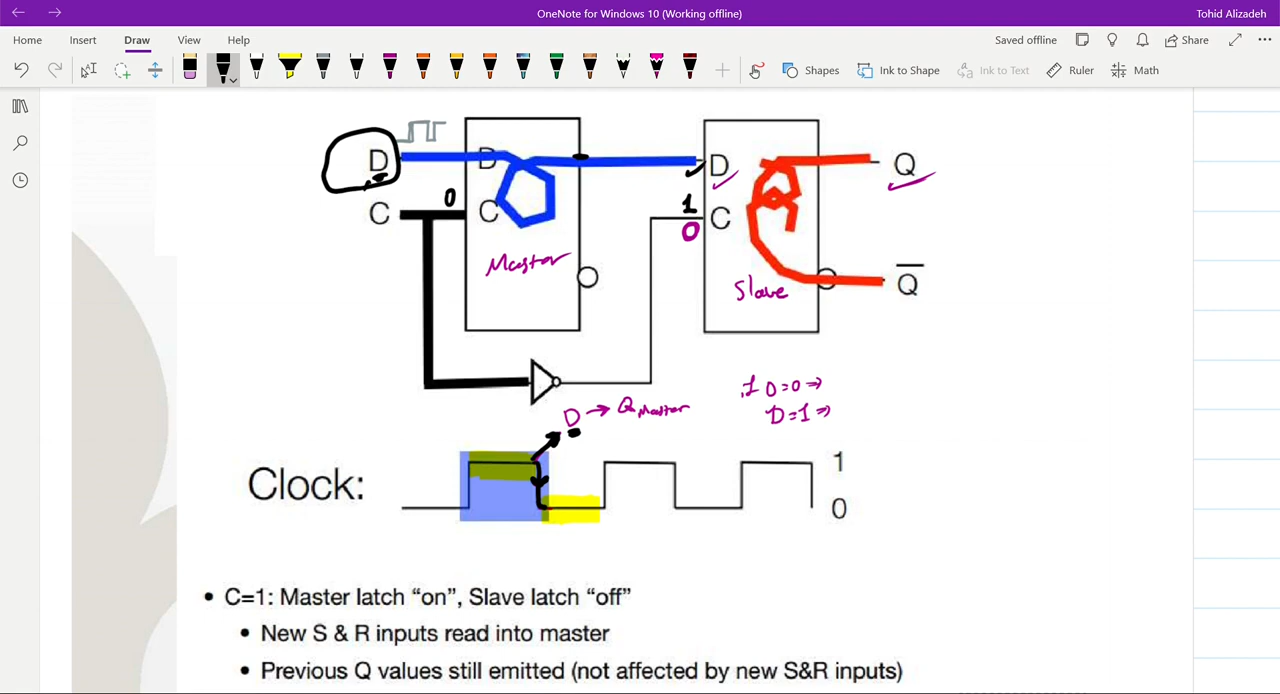 OneNote for Windows 10 (Working offline)
Tohid Alizadeh
Home Insert Draw View Help
Saved offline
Share
Shapes
Ink to Shape
Ink to Text
Ruler
Math
D
D
D
Q
C
0
C
1
0
C
Master
Slave
Q
D → Q Master
D=0 ⇒
D=1 ⇒
Clock:
1
0
• C=1: Master latch “on”, Slave latch “off”
• New S & R inputs read into master
• Previous Q values still emitted (not affected by new S&R inputs)